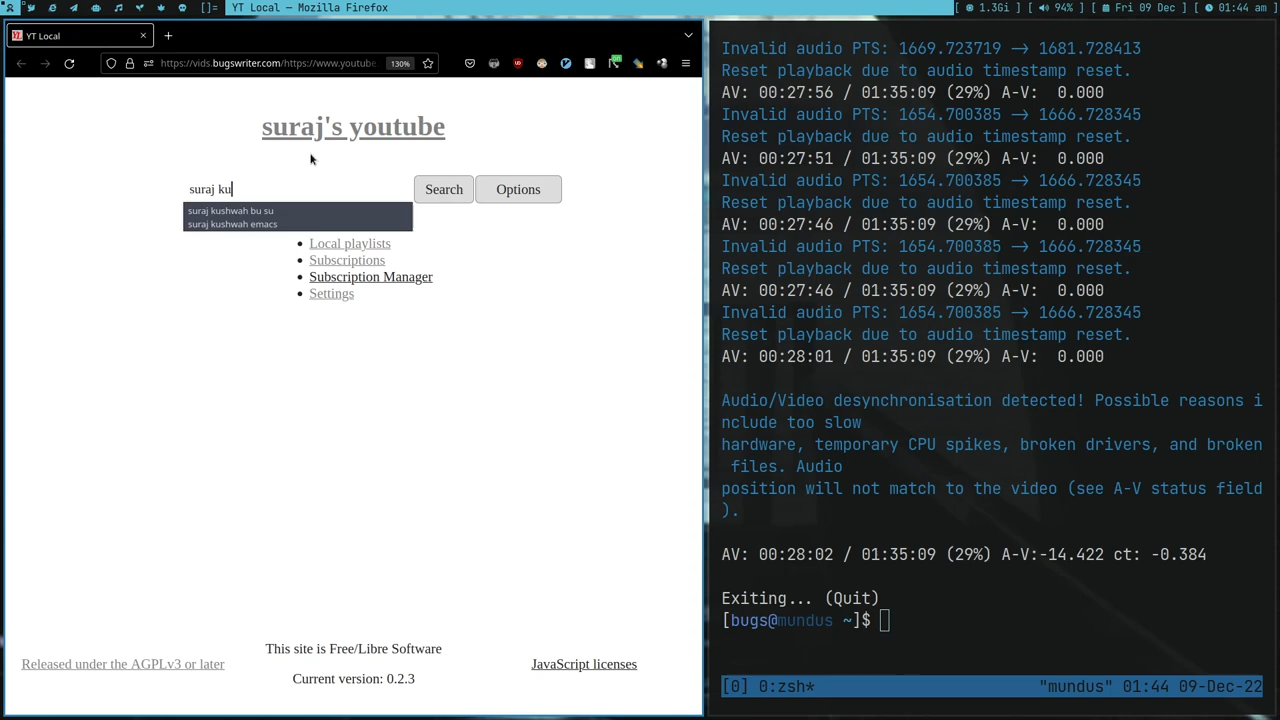 []= YT Local — Mozilla Firefox
[ 1.3Gi ] [ 94% ] [ Fri 09 Dec ] [ 01:44 am ]
YT Local
https://vids.bugswriter.com/https://www.youtube
130%
suraj's youtube
suraj ku
Search
Options
suraj kushwah bu su
suraj kushwah emacs
Local playlists
Subscriptions
Subscription Manager
Settings
This site is Free/Libre Software
Released under the AGPLv3 or later
JavaScript licenses
Current version: 0.2.3
Invalid audio PTS: 1669.723719 -> 1681.728413
Reset playback due to audio timestamp reset.
AV: 00:27:56 / 01:35:09 (29%) A-V:  0.000
Invalid audio PTS: 1654.700385 -> 1666.728345
Reset playback due to audio timestamp reset.
AV: 00:27:51 / 01:35:09 (29%) A-V:  0.000
Invalid audio PTS: 1654.700385 -> 1666.728345
Reset playback due to audio timestamp reset.
AV: 00:27:46 / 01:35:09 (29%) A-V:  0.000
Invalid audio PTS: 1654.700385 -> 1666.728345
Reset playback due to audio timestamp reset.
AV: 00:27:46 / 01:35:09 (29%) A-V:  0.000
Invalid audio PTS: 1654.700385 -> 1666.728345
Reset playback due to audio timestamp reset.
AV: 00:28:01 / 01:35:09 (29%) A-V:  0.000
Audio/Video desynchronisation detected! Possible reasons i
nclude too slow
hardware, temporary CPU spikes, broken drivers, and broken
 files. Audio
position will not match to the video (see A-V status field
).
AV: 00:28:02 / 01:35:09 (29%) A-V:-14.422 ct: -0.384
Exiting... (Quit)
[bugs@mundus ~]$
[0] 0:zsh* "mundus" 01:44 09-Dec-22